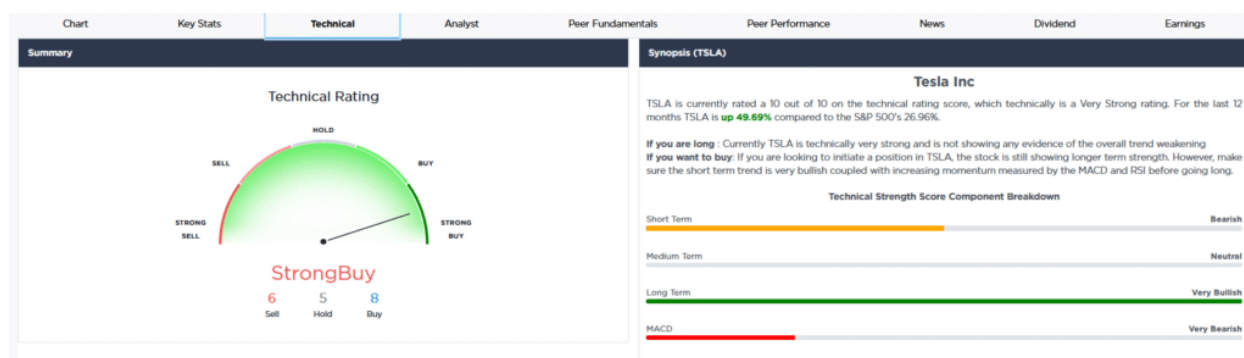 Chart Key Stats Technical Analyst Peer Fundamentals Peer Performance News Dividend Earnings
Summary
Technical Rating
HOLD
SELL
BUY
STRONG
SELL
STRONG
BUY
StrongBuy
6 5 8
Sell Hold Buy
Synopsis (TSLA)
Tesla Inc
TSLA is currently rated a 10 out of 10 on the technical rating score, which technically is a Very Strong rating. For the last 12
months TSLA is up 49.69% compared to the S&P 500's 26.96%.
If you are long : Currently TSLA is technically very strong and is not showing any evidence of the overall trend weakening
If you want to buy: If you are looking to initiate a position in TSLA, the stock is still showing longer term strength. However, make
sure the short term trend is very bullish coupled with increasing momentum measured by the MACD and RSI before going long.
Technical Strength Score Component Breakdown
Short Term Bearish
Medium Term Neutral
Long Term Very Bullish
MACD Very Bearish